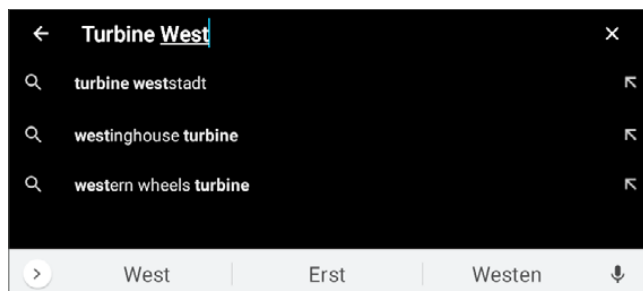 Turbine West
turbine weststadt
westinghouse turbine
western wheels turbine
West Erst Westen